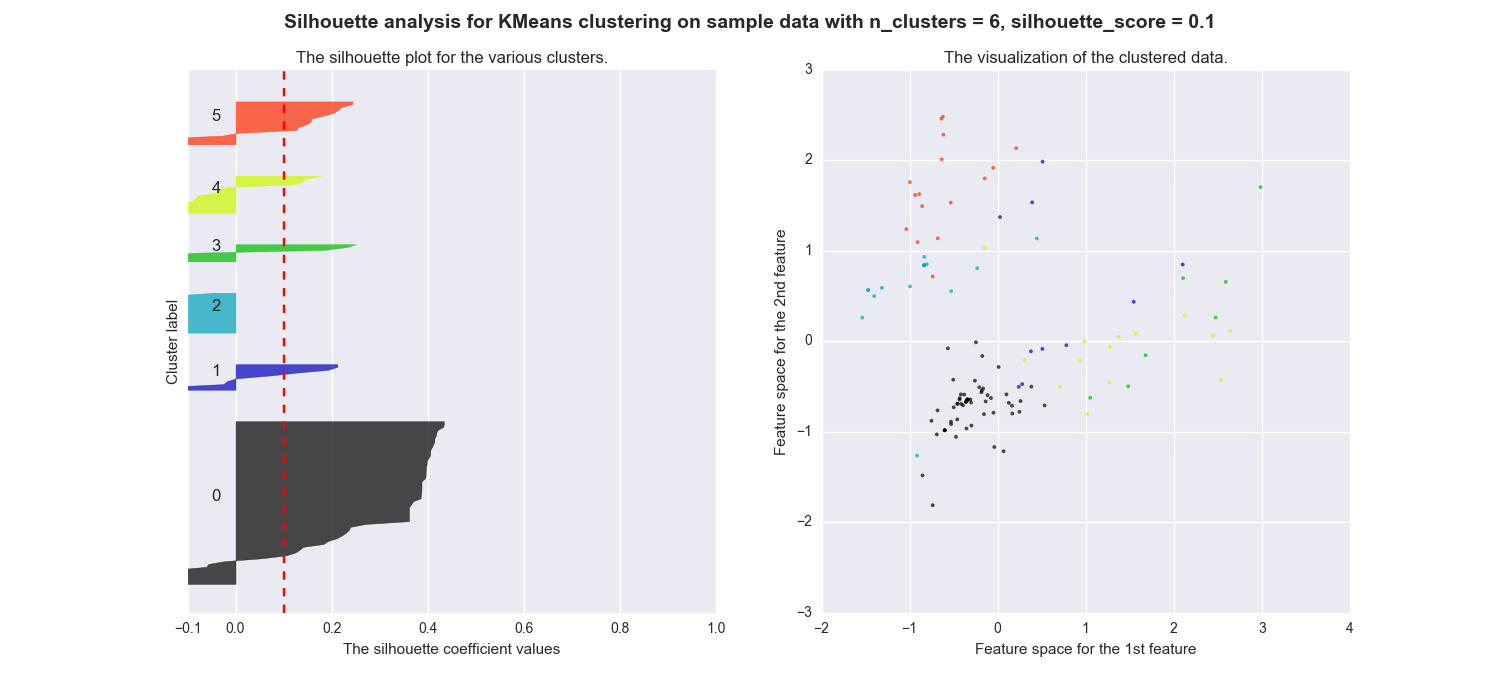 Silhouette analysis for KMeans clustering on sample data with n_clusters = 6, silhouette_score = 0.1
The silhouette plot for the various clusters.
5
4
3
2
1
0
Cluster label
−0.1 0.0 0.2 0.4 0.6 0.8 1.0
The silhouette coefficient values
The visualization of the clustered data.
3
2
1
0
−1
−2
−3
Feature space for the 2nd feature
−2 −1 0 1 2 3 4
Feature space for the 1st feature